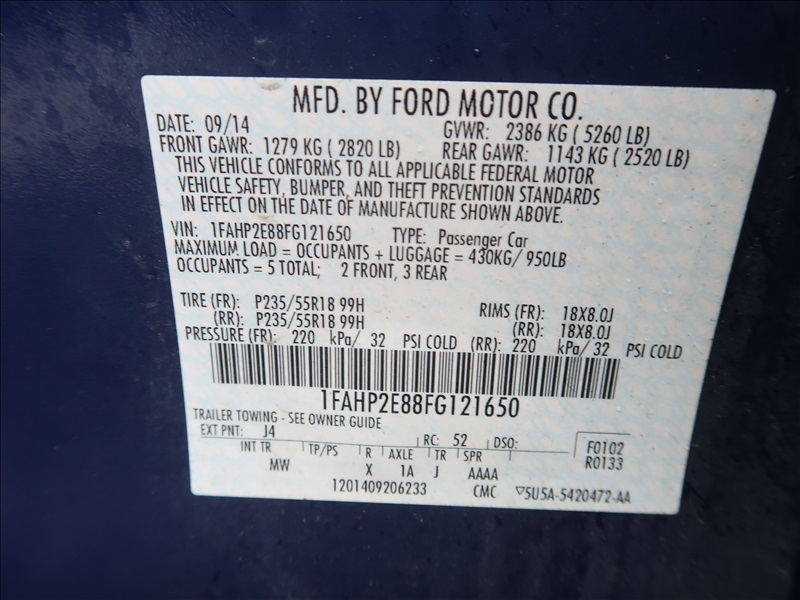 MFD. BY FORD MOTOR CO.
DATE: 09/14 GVWR: 2386 KG ( 5260 LB)
FRONT GAWR: 1279 KG ( 2820 LB) REAR GAWR: 1143 KG ( 2520 LB)
THIS VEHICLE CONFORMS TO ALL APPLICABLE FEDERAL MOTOR
VEHICLE SAFETY, BUMPER, AND THEFT PREVENTION STANDARDS
IN EFFECT ON THE DATE OF MANUFACTURE SHOWN ABOVE.
VIN: 1FAHP2E88FG121650 TYPE: Passenger Car
MAXIMUM LOAD = OCCUPANTS + LUGGAGE = 430KG/ 950LB
OCCUPANTS = 5 TOTAL; 2 FRONT, 3 REAR
TIRE (FR): P235/55R18 99H RIMS (FR): 18X8.0J
(RR): P235/55R18 99H (RR): 18X8.0J
PRESSURE (FR): 220 kPa/ 32 PSI COLD (RR): 220 kPa/ 32 PSI COLD
1FAHP2E88FG121650
TRAILER TOWING - SEE OWNER GUIDE
EXT PNT: J4 RC: 52 DSO: F0102
INT TR TP/PS R AXLE TR SPR R0133
MW X 1A J AAAA
1201409206233 CMC ▽5U5A-5420472-AA